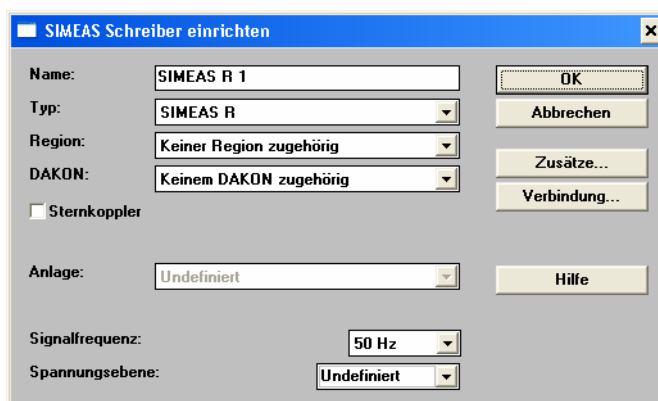 SIMEAS Schreiber einrichten
Name: SIMEAS R 1 OK
Typ: SIMEAS R Abbrechen
Region: Keiner Region zugehörig
Zusätze...
DAKON: Keinem DAKON zugehörig
Verbindung...
Sternkoppler
Anlage: Undefiniert Hilfe
Signalfrequenz: 50 Hz
Spannungsebene: Undefiniert